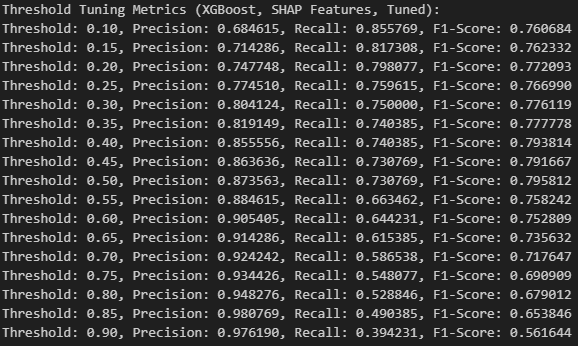 Threshold Tuning Metrics (XGBoost, SHAP Features, Tuned):
Threshold: 0.10, Precision: 0.684615, Recall: 0.855769, F1-Score: 0.760684
Threshold: 0.15, Precision: 0.714286, Recall: 0.817308, F1-Score: 0.762332
Threshold: 0.20, Precision: 0.747748, Recall: 0.798077, F1-Score: 0.772093
Threshold: 0.25, Precision: 0.774510, Recall: 0.759615, F1-Score: 0.766990
Threshold: 0.30, Precision: 0.804124, Recall: 0.750000, F1-Score: 0.776119
Threshold: 0.35, Precision: 0.819149, Recall: 0.740385, F1-Score: 0.777778
Threshold: 0.40, Precision: 0.855556, Recall: 0.740385, F1-Score: 0.793814
Threshold: 0.45, Precision: 0.863636, Recall: 0.730769, F1-Score: 0.791667
Threshold: 0.50, Precision: 0.873563, Recall: 0.730769, F1-Score: 0.795812
Threshold: 0.55, Precision: 0.884615, Recall: 0.663462, F1-Score: 0.758242
Threshold: 0.60, Precision: 0.905405, Recall: 0.644231, F1-Score: 0.752809
Threshold: 0.65, Precision: 0.914286, Recall: 0.615385, F1-Score: 0.735632
Threshold: 0.70, Precision: 0.924242, Recall: 0.586538, F1-Score: 0.717647
Threshold: 0.75, Precision: 0.934426, Recall: 0.548077, F1-Score: 0.690909
Threshold: 0.80, Precision: 0.948276, Recall: 0.528846, F1-Score: 0.679012
Threshold: 0.85, Precision: 0.980769, Recall: 0.490385, F1-Score: 0.653846
Threshold: 0.90, Precision: 0.976190, Recall: 0.394231, F1-Score: 0.561644